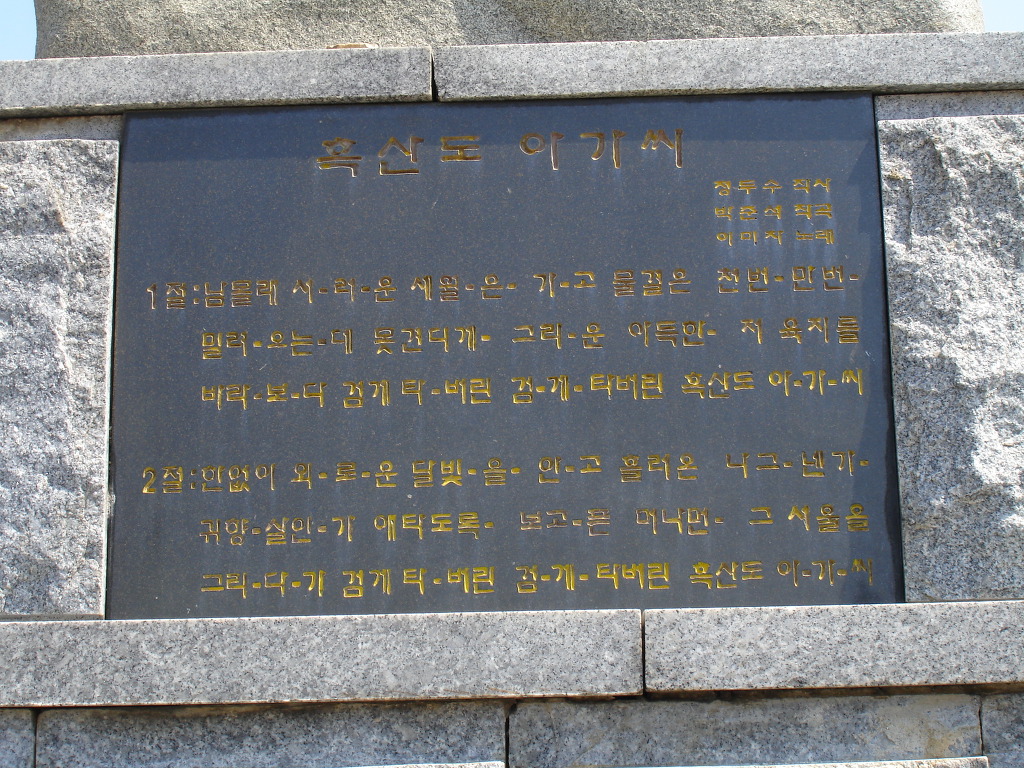 흑산도 아가씨
정두수 작사
박춘석 작곡
이미자 노래
1절:남몰래 서-러-운 세월-은- 가-고 물결은 천번-만번-
밀려-오는-데 못견디게- 그리-운 아득한- 저 육지를
바라-보-다 검게 타-버린 검-게-타버린 흑산도 아-가-씨
2절:한없이 외-로-운 달빛-을- 안-고 흘러온 나그-넨가-
귀향-살인-가 애타도록- 보고-픈 머나먼- 그 서울을
그리-다-가 검게 타-버린 검-게-타버린 흑산도 아-가-씨